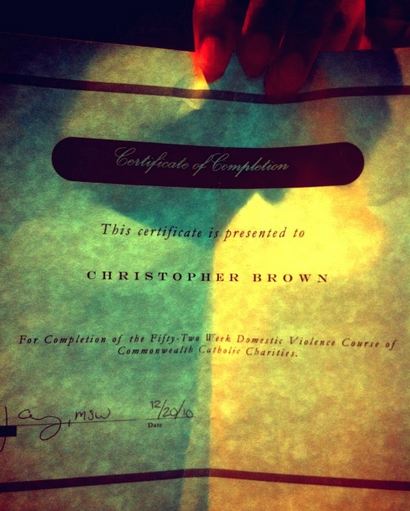 Certificate of Completion
This certificate is presented to
CHRISTOPHER BROWN
For Completion of the Fifty-Two Week Domestic Violence Course of
Commonwealth Catholic Charities.
, MSW 12/20/10
Date